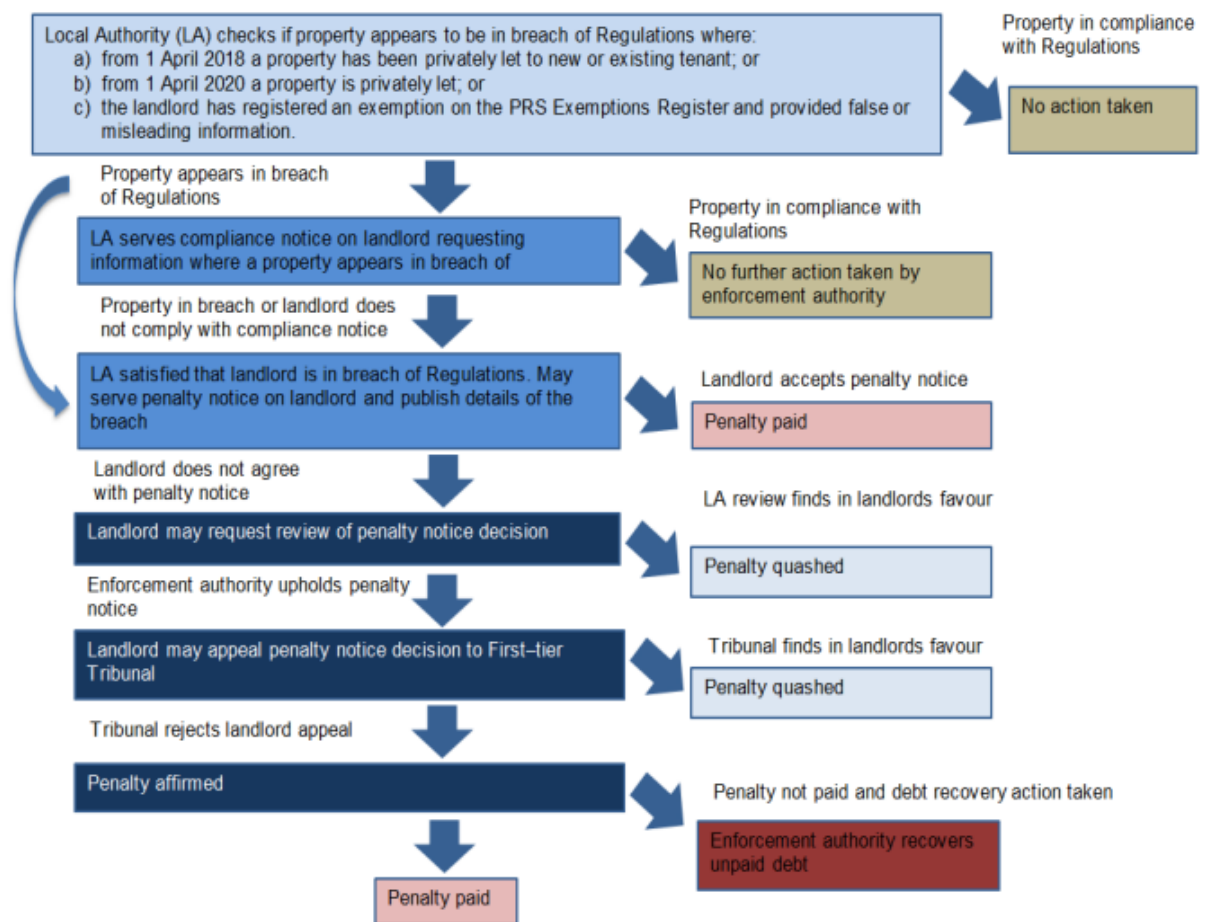 Local Authority (LA) checks if property appears to be in breach of Regulations where:
a) from 1 April 2018 a property has been privately let to new or existing tenant; or
b) from 1 April 2020 a property is privately let; or
c) the landlord has registered an exemption on the PRS Exemptions Register and provided false or
misleading information.
Property in compliance
with Regulations
No action taken
Property appears in breach
of Regulations
LA serves compliance notice on landlord requesting
information where a property appears in breach of
Property in compliance with
Regulations
No further action taken by
enforcement authority
Property in breach or landlord does
not comply with compliance notice
LA satisfied that landlord is in breach of Regulations. May
serve penalty notice on landlord and publish details of the
breach
Landlord accepts penalty notice
Penalty paid
Landlord does not agree
with penalty notice
Landlord may request review of penalty notice decision
LA review finds in landlords favour
Penalty quashed
Enforcement authority upholds penalty
notice
Landlord may appeal penalty notice decision to First–tier
Tribunal
Tribunal finds in landlords favour
Penalty quashed
Tribunal rejects landlord appeal
Penalty affirmed
Penalty not paid and debt recovery action taken
Enforcement authority recovers
unpaid debt
Penalty paid